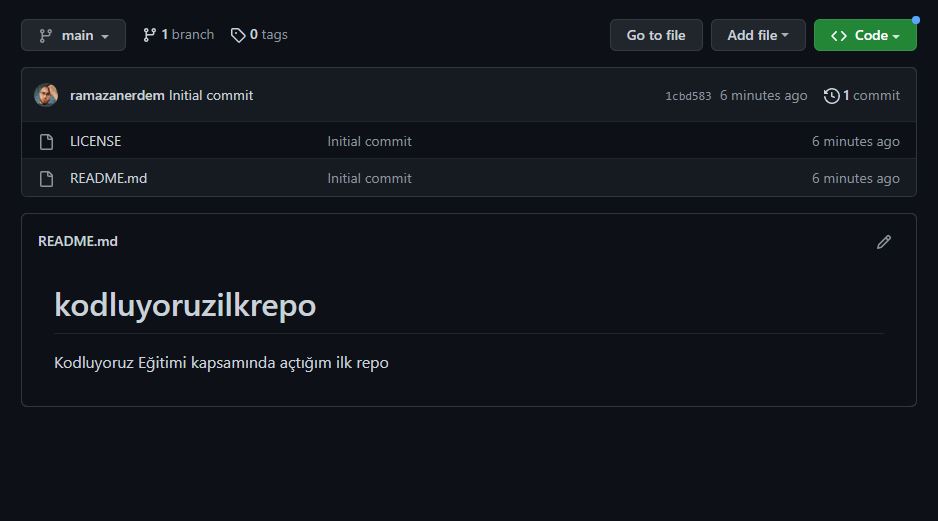 main 1 branch 0 tags Go to file Add file <> Code
ramazanerdem Initial commit 1cbd583 6 minutes ago 1 commit
LICENSE Initial commit 6 minutes ago
README.md Initial commit 6 minutes ago
README.md
kodluyoruzilkrepo
Kodluyoruz Eğitimi kapsamında açtığım ilk repo